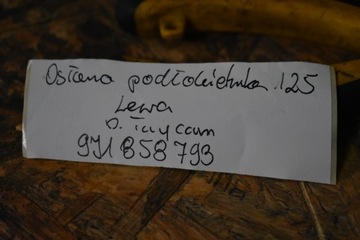 Osłona podłokietnika .125
Lewa
p. Taycan
9J1 858 793